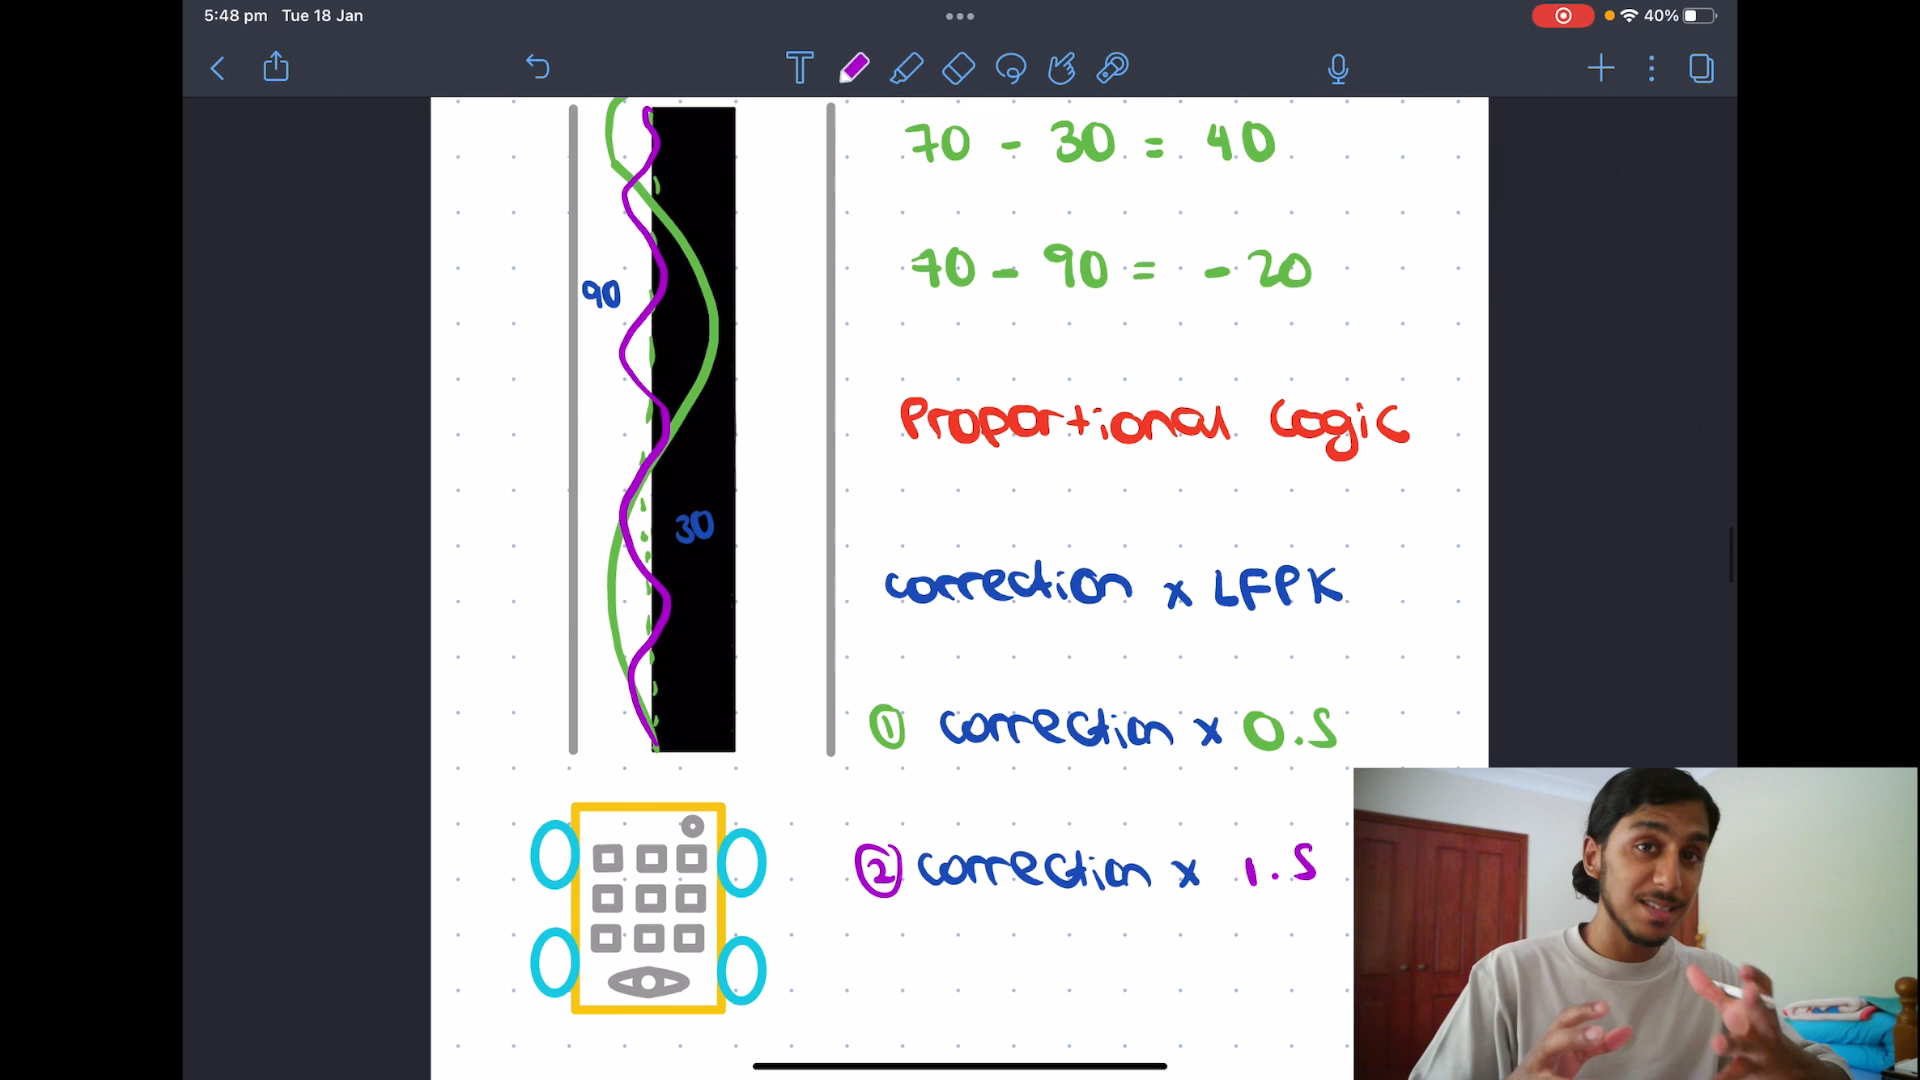 5:48 pm Tue 18 Jan
40%
T
70 - 30 = 40
70 - 90 = - 20
90
Proportional Logic
30
correction x LFPK
① correction x 0.5
② correction x 1.5